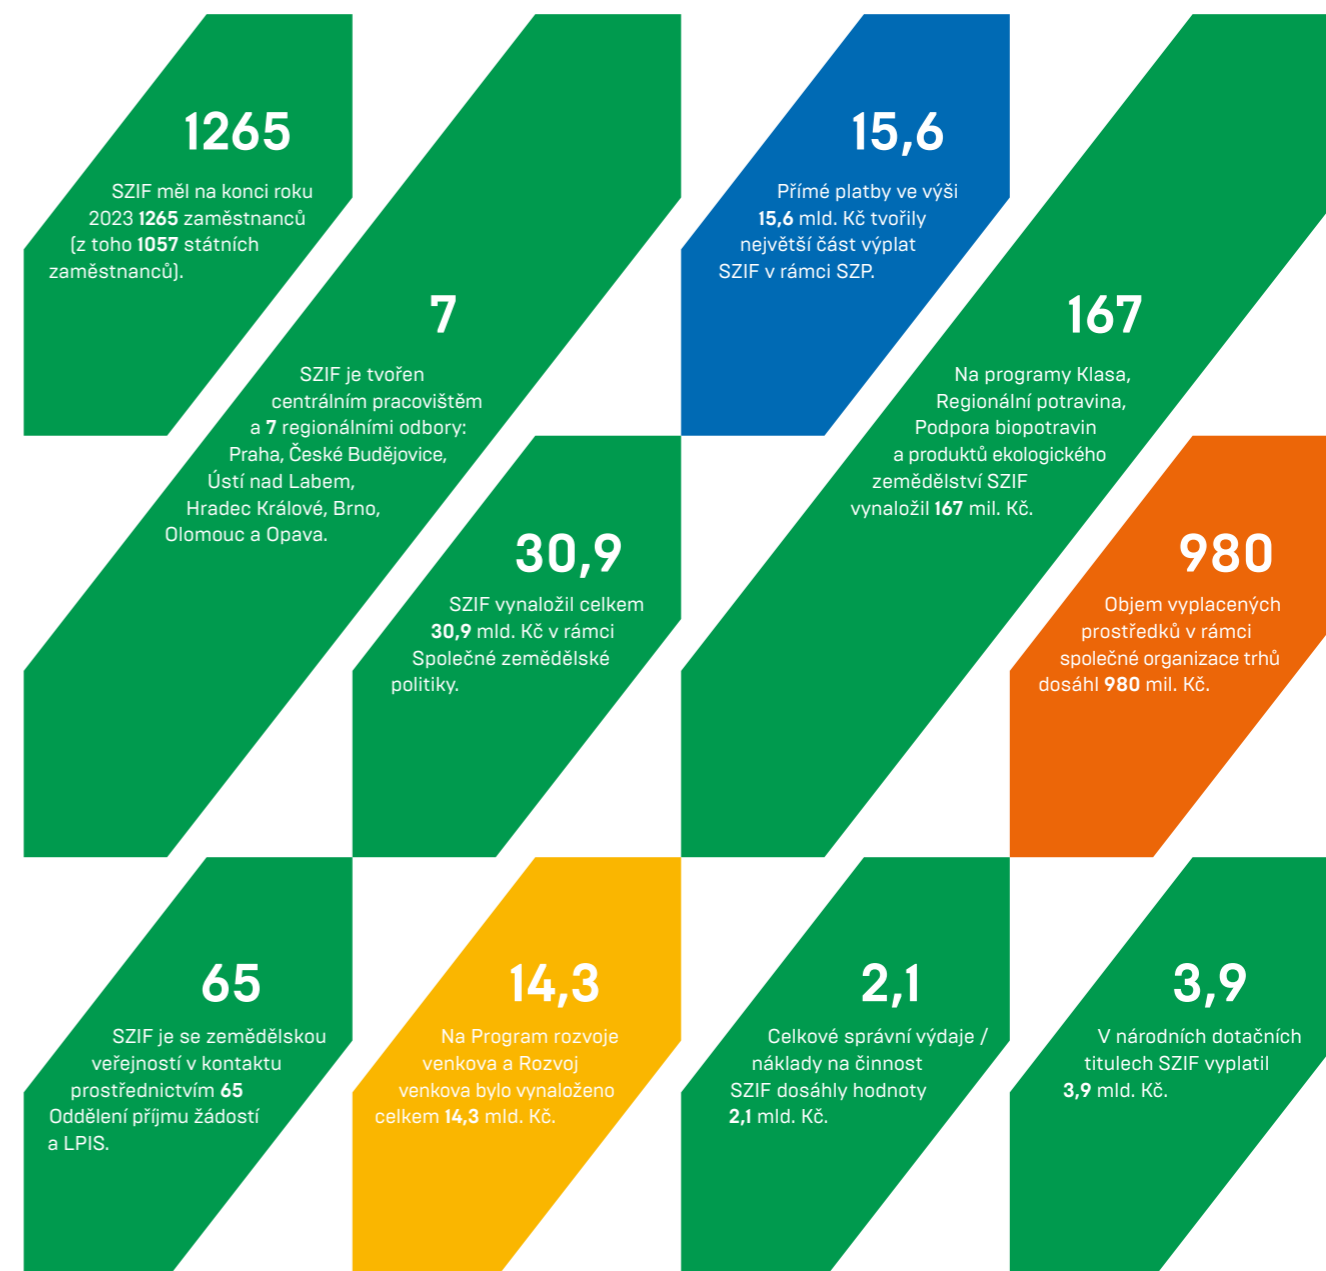 1265
SZIF měl na konci roku
2023 1265 zaměstnanců
(z toho 1057 státních
zaměstnanců).
15,6
Přímé platby ve výši
15,6 mld. Kč tvořily
největší část výplat
SZIF v rámci SZP.
7
SZIF je tvořen
centrálním pracovištěm
a 7 regionálními odbory:
Praha, České Budějovice,
Ústí nad Labem,
Hradec Králové, Brno,
Olomouc a Opava.
167
Na programy Klasa,
Regionální potravina,
Podpora biopotravin
a produktů ekologického
zemědělství SZIF
vynaložil 167 mil. Kč.
30,9
SZIF vynaložil celkem
30,9 mld. Kč v rámci
Společné zemědělské
politiky.
980
Objem vyplacených
prostředků v rámci
společné organizace trhů
dosáhl 980 mil. Kč.
65
SZIF je se zemědělskou
veřejností v kontaktu
prostřednictvím 65
Oddělení příjmu žádostí
a LPIS.
14,3
Na Program rozvoje
venkova a Rozvoj
venkova bylo vynaloženo
celkem 14,3 mld. Kč.
2,1
Celkové správní výdaje /
náklady na činnost
SZIF dosáhly hodnoty
2,1 mld. Kč.
3,9
V národních dotačních
titulech SZIF vyplatil
3,9 mld. Kč.